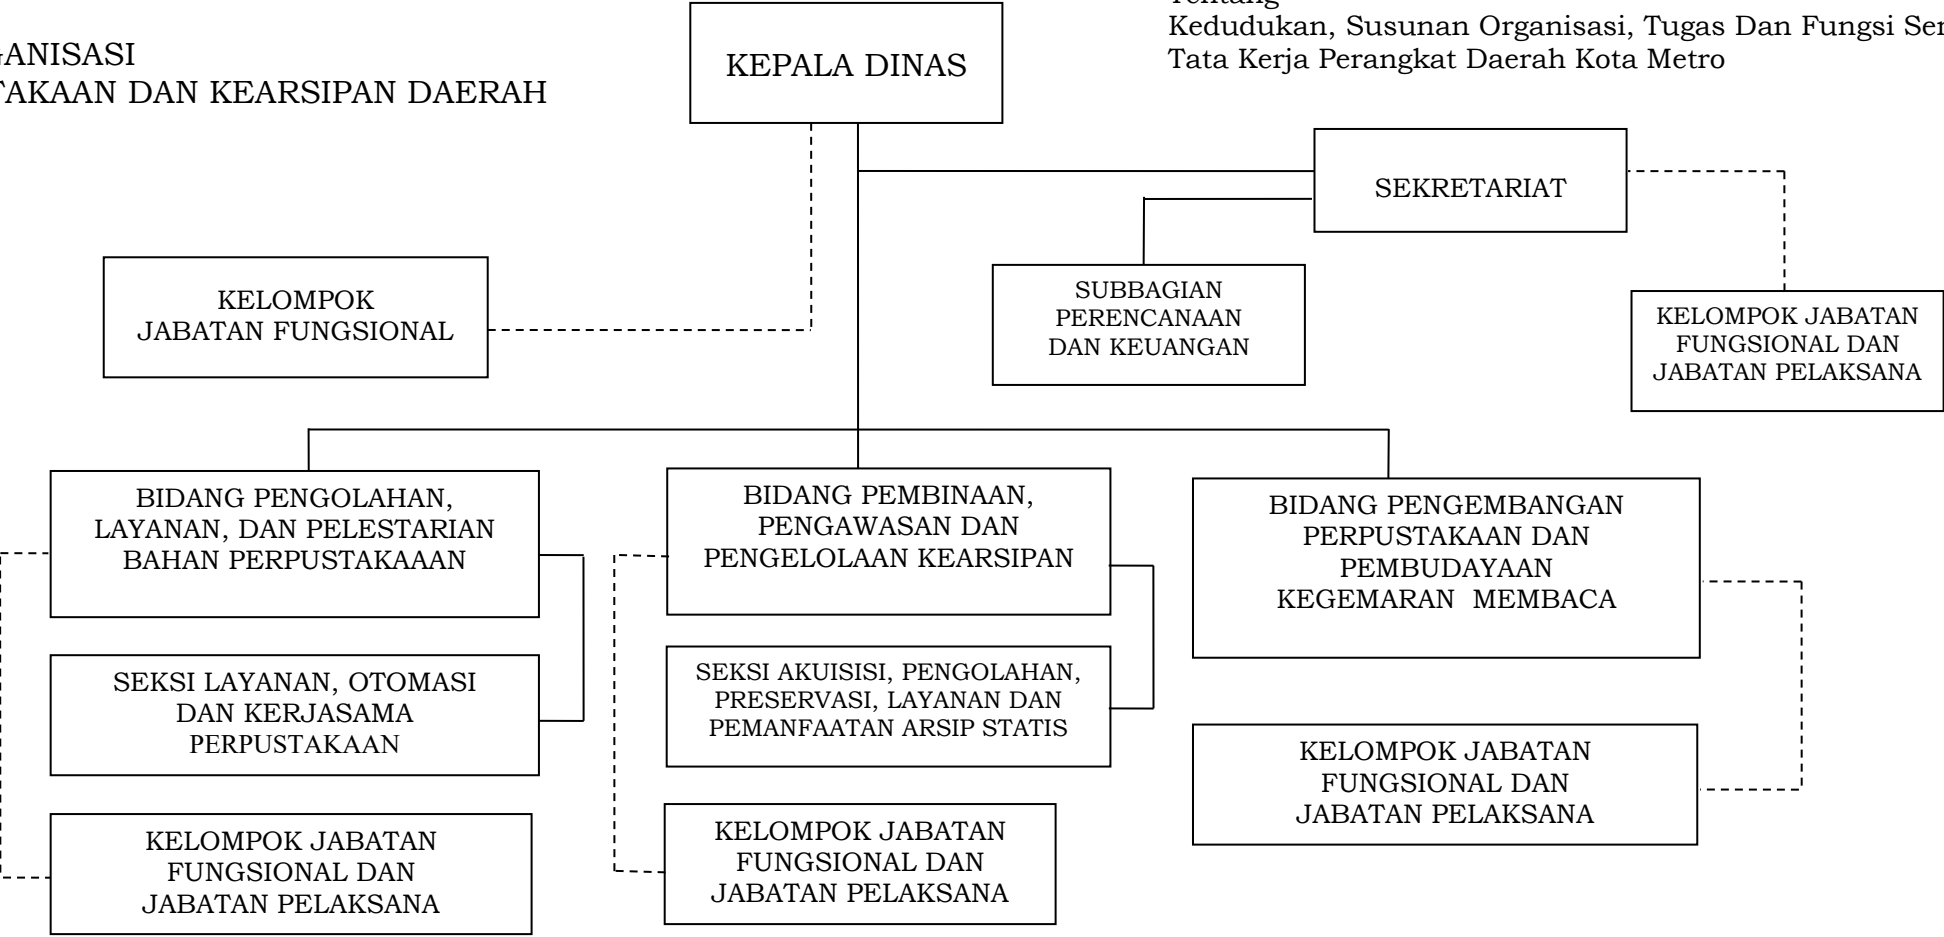 Tentang
Kedudukan, Susunan Organisasi, Tugas Dan Fungsi
Tata Kerja Perangkat Daerah Kota Metro
DAN KEARSIPAN DAERAH
KEPALA DINAS
SEKRETARIAT
KELOMPOK
JABATAN FUNGSIONAL
SUBBAGIAN
PERENCANAAN
DAN KEUANGAN
KELOMPOK JABATAN
FUNGSIONAL DAN
JABATAN PELAKSANA
BIDANG PENGOLAHAN,
LAYANAN, DAN PELESTARIAN
BAHAN PERPUSTAKAAAN
BIDANG PEMBINAAN,
PENGAWASAN DAN
PENGELOLAAN KEARSIPAN
BIDANG PENGEMBANGAN
PERPUSTAKAAN DAN
PEMBUDAYAAN
KEGEMARAN MEMBACA
SEKSI LAYANAN, OTOMASI
DAN KERJASAMA
PERPUSTAKAAN
SEKSI AKUISISI, PENGOLAHAN,
PRESERVASI, LAYANAN DAN
PEMANFAATAN ARSIP STATIS
KELOMPOK JABATAN
FUNGSIONAL DAN
JABATAN PELAKSANA
KELOMPOK JABATAN
FUNGSIONAL DAN
JABATAN PELAKSANA
KELOMPOK JABATAN
FUNGSIONAL DAN
JABATAN PELAKSANA